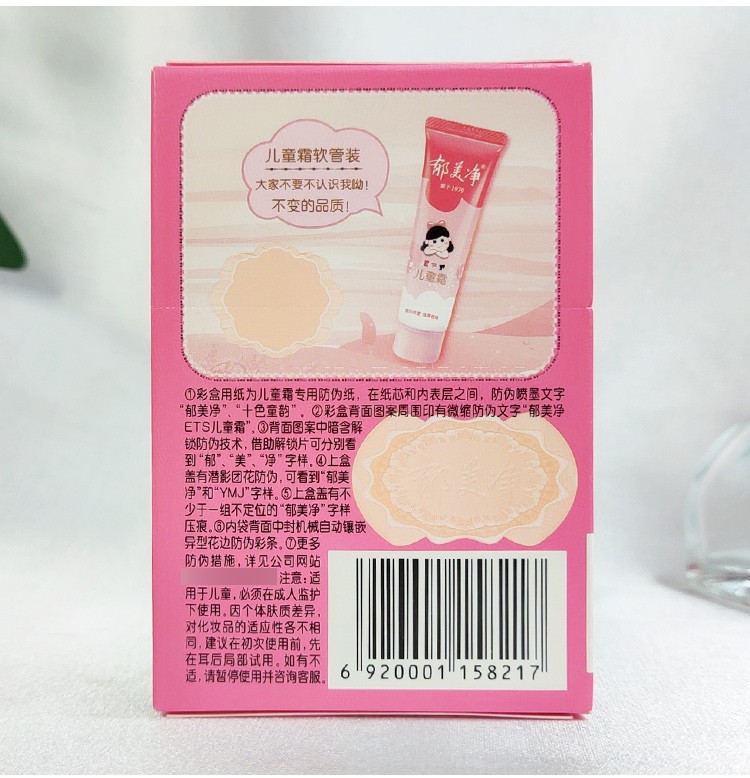 儿童霜软管装
大家不要不认识我呦！
不变的品质！
郁美净®
儿童霜
①彩盒用纸为儿童霜专用防伪纸，在纸芯和内表层之间，防伪喷墨文字
“郁美净”、“十色童韵”。②彩盒背面图案周围印有微缩防伪文字“郁美净
ETS儿童霜”。③背面图案中暗含解
锁防伪技术，借助解锁片可分别看
到“郁”、“美”、“净”字样。④上盒
盖有潜影团花防伪，可看到“郁美
净”和“YMJ”字样。⑤上盒盖有不
少于一组不定位的“郁美净”字样
压痕。⑥内袋背面中封机械自动镶嵌
异型花边防伪彩条。⑦更多
防伪措施，详见公司网站
注意：适
用于儿童，必须在成人监护
下使用。因个体肤质差异，
对化妆品的适应性各不相
同，建议在初次使用前，先
在耳后局部试用。如有不
适，请暂停使用并咨询客服。
6 920001 158217